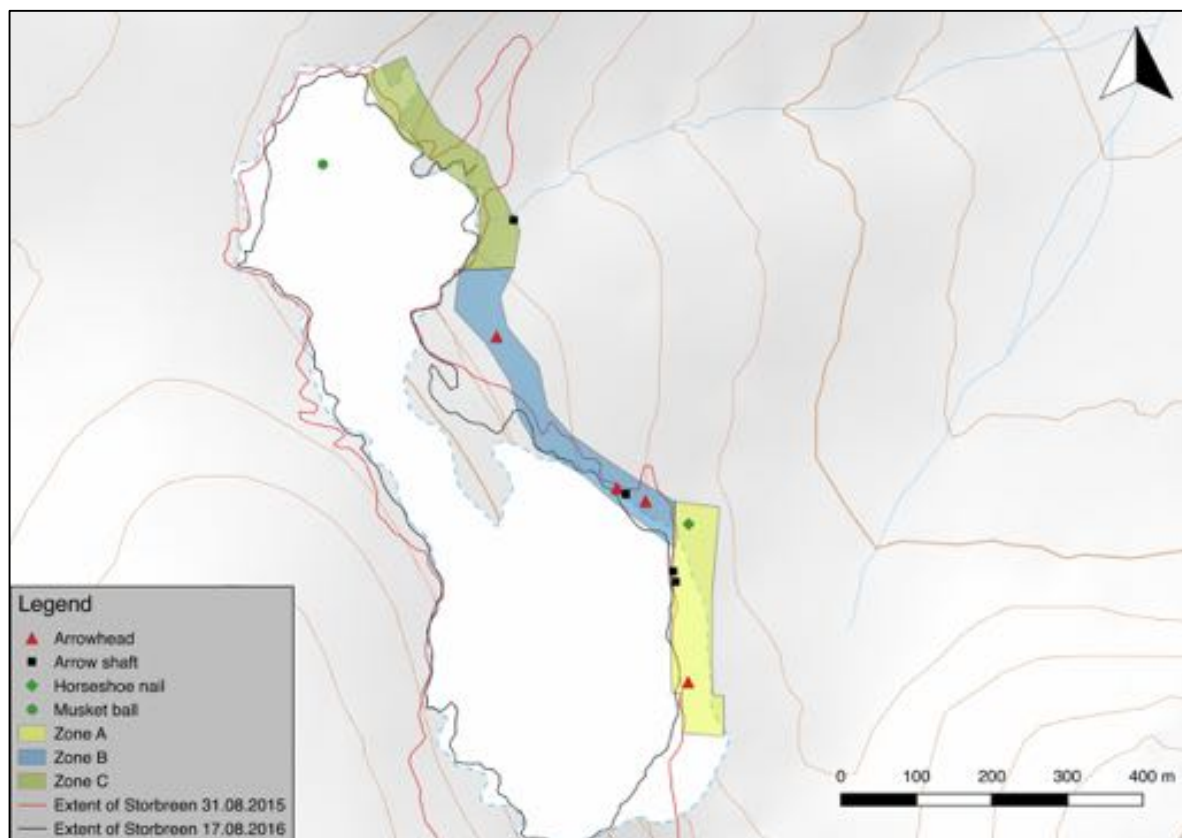 Legend
Arrowhead
Arrow shaft
Horseshoe nail
Musket ball
Zone A
Zone B
Zone C
Extent of Storbreen 31.08.2015
Extent of Storbreen 17.08.2016
0 100 200 300 400 m